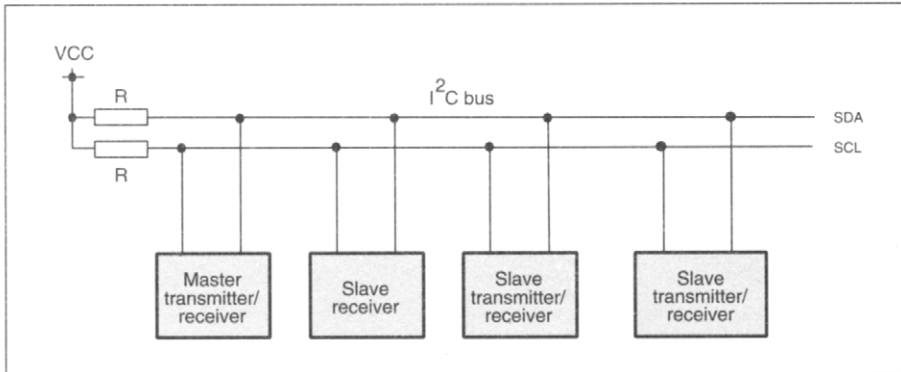 VCC
R
I²C bus
SDA
SCL
R
Master
transmitter/
receiver
Slave
receiver
Slave
transmitter/
receiver
Slave
transmitter/
receiver